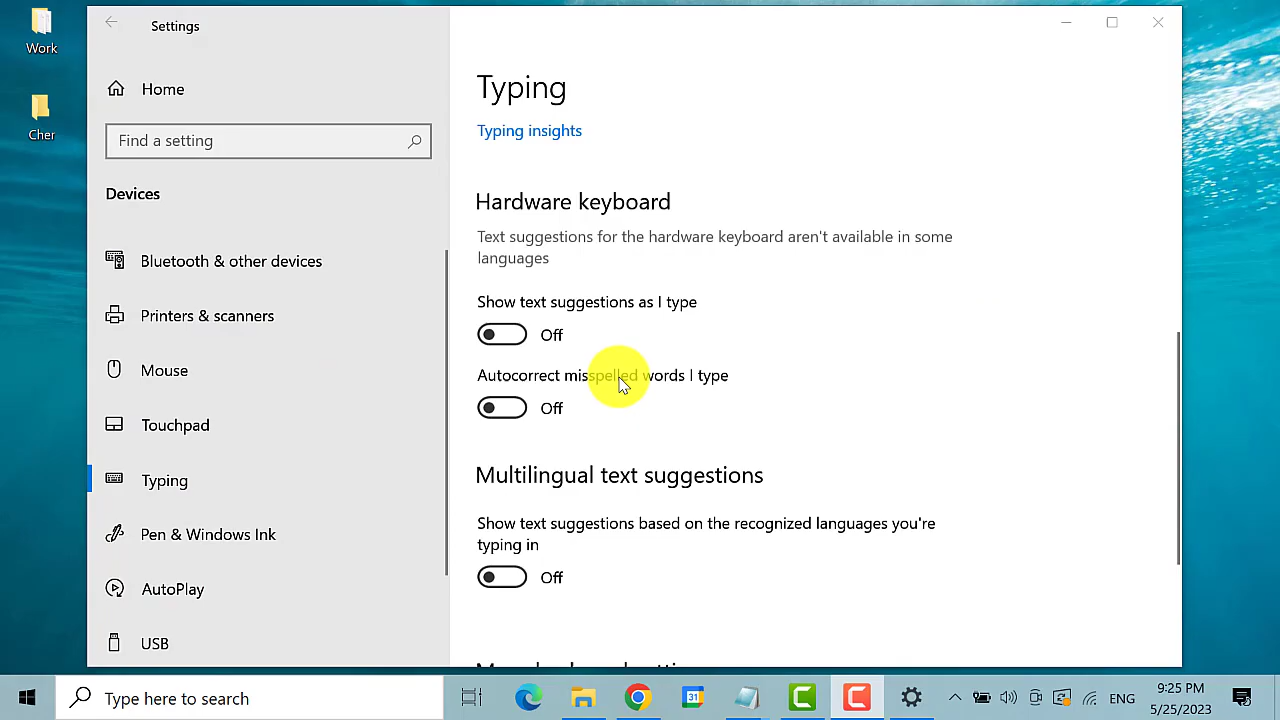 Work
Cher
Settings
Home
Find a setting
Devices
Bluetooth & other devices
Printers & scanners
Mouse
Touchpad
Typing
Pen & Windows Ink
AutoPlay
USB
Typing
Typing insights
Hardware keyboard
Text suggestions for the hardware keyboard aren't available in some
languages
Show text suggestions as I type
Off
Autocorrect misspelled words I type
Off
Multilingual text suggestions
Show text suggestions based on the recognized languages you're
typing in
Off
Type here to search
31
ENG
9:25 PM
5/25/2023